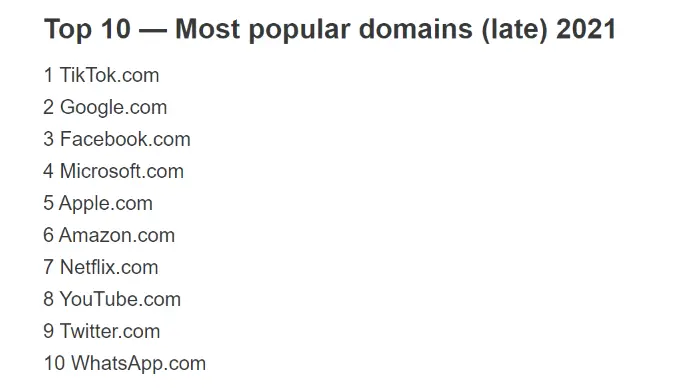 Top 10 — Most popular domains (late) 2021
1 TikTok.com
2 Google.com
3 Facebook.com
4 Microsoft.com
5 Apple.com
6 Amazon.com
7 Netflix.com
8 YouTube.com
9 Twitter.com
10 WhatsApp.com